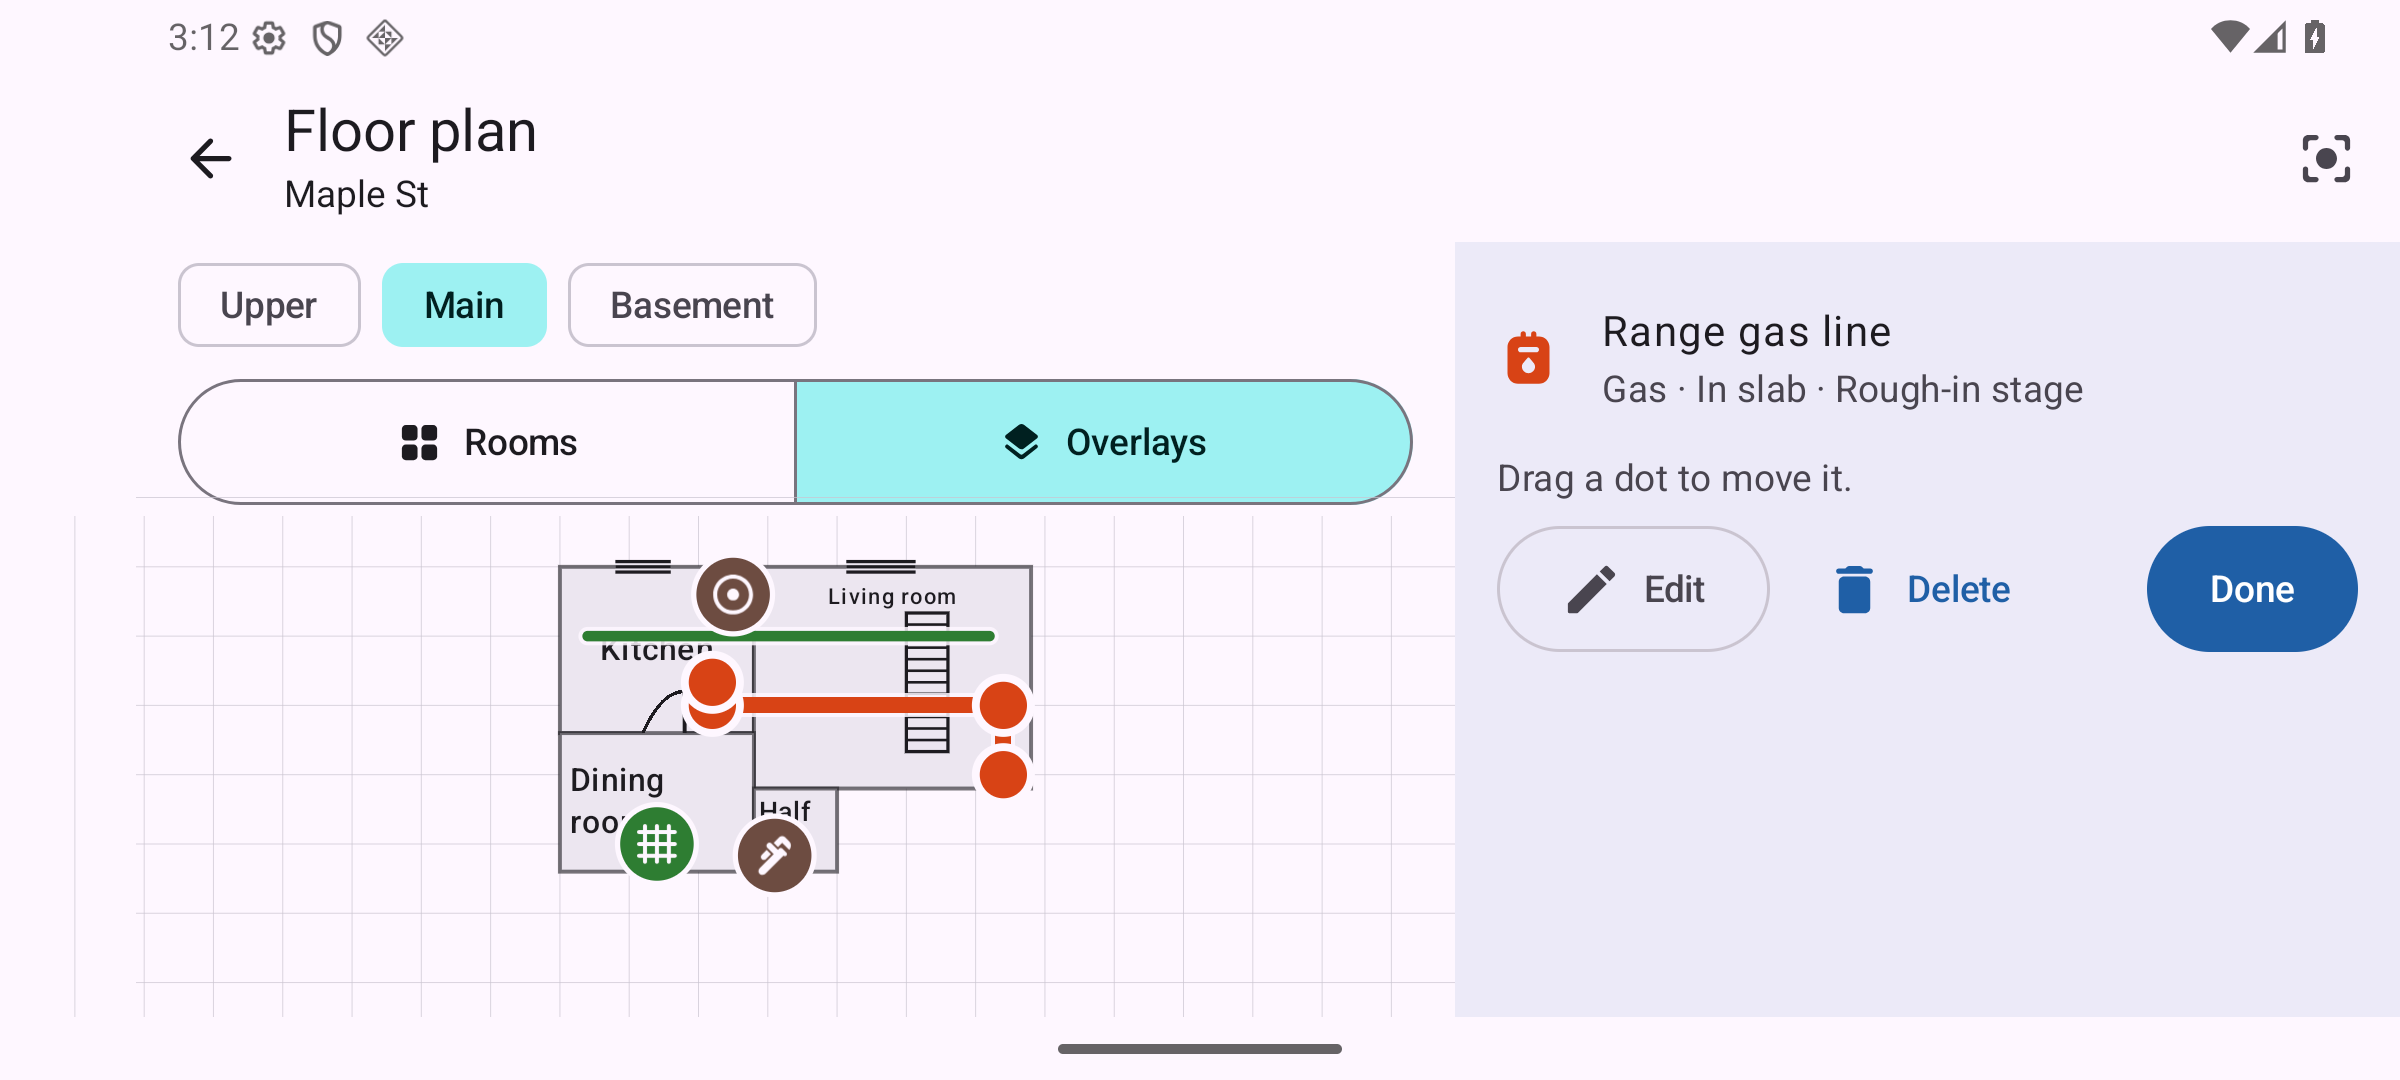 3:12
Floor plan
Maple St
Upper
Main
Basement
Rooms
Overlays
Living room
Kitchen
Dining
Half
Range gas line
Gas · In slab · Rough-in stage
Drag a dot to move it.
Edit
Delete
Done